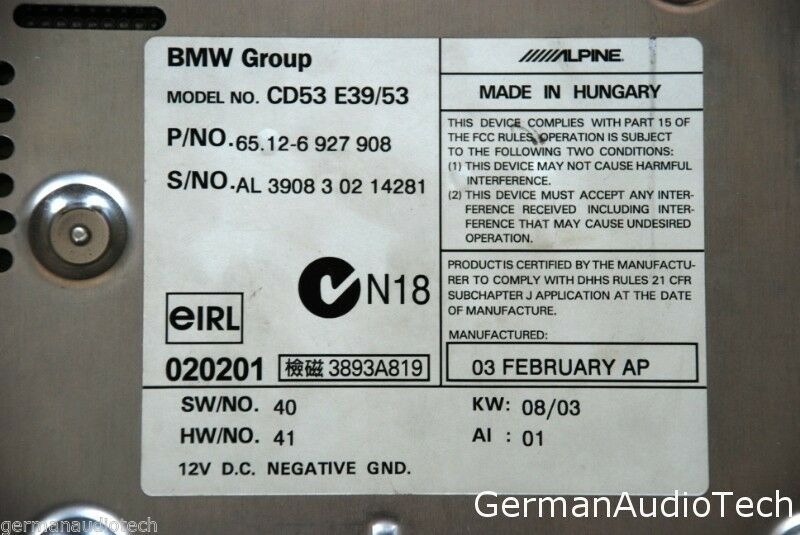 BMW Group
MODEL NO. CD53 E39/53
P/NO. 65.12-6 927 908
S/NO. AL 3908 3 02 14281
N18
eIRL
020201 檢磁 3893A819
ALPINE
MADE IN HUNGARY
THIS DEVICE COMPLIES WITH PART 15 OF
THE FCC RULES, OPERATION IS SUBJECT
TO THE FOLLOWING TWO CONDITIONS:
(1) THIS DEVICE MAY NOT CAUSE HARMFUL
INTERFERENCE.
(2) THIS DEVICE MUST ACCEPT ANY INTER-
FERENCE RECEIVED INCLUDING INTER-
FERENCE THAT MAY CAUSE UNDESIRED
OPERATION.
PRODUCT IS CERTIFIED BY THE MANUFACTU-
RER TO COMPLY WITH DHHS RULES 21 CFR
SUBCHAPTER J APPLICATION AT THE DATE
OF MANUFACTURE.
MANUFACTURED:
03 FEBRUARY AP
SW/NO. 40
HW/NO. 41
12V D.C. NEGATIVE GND.
KW: 08/03
AI : 01
GermanAudioTech
germanaudiotech